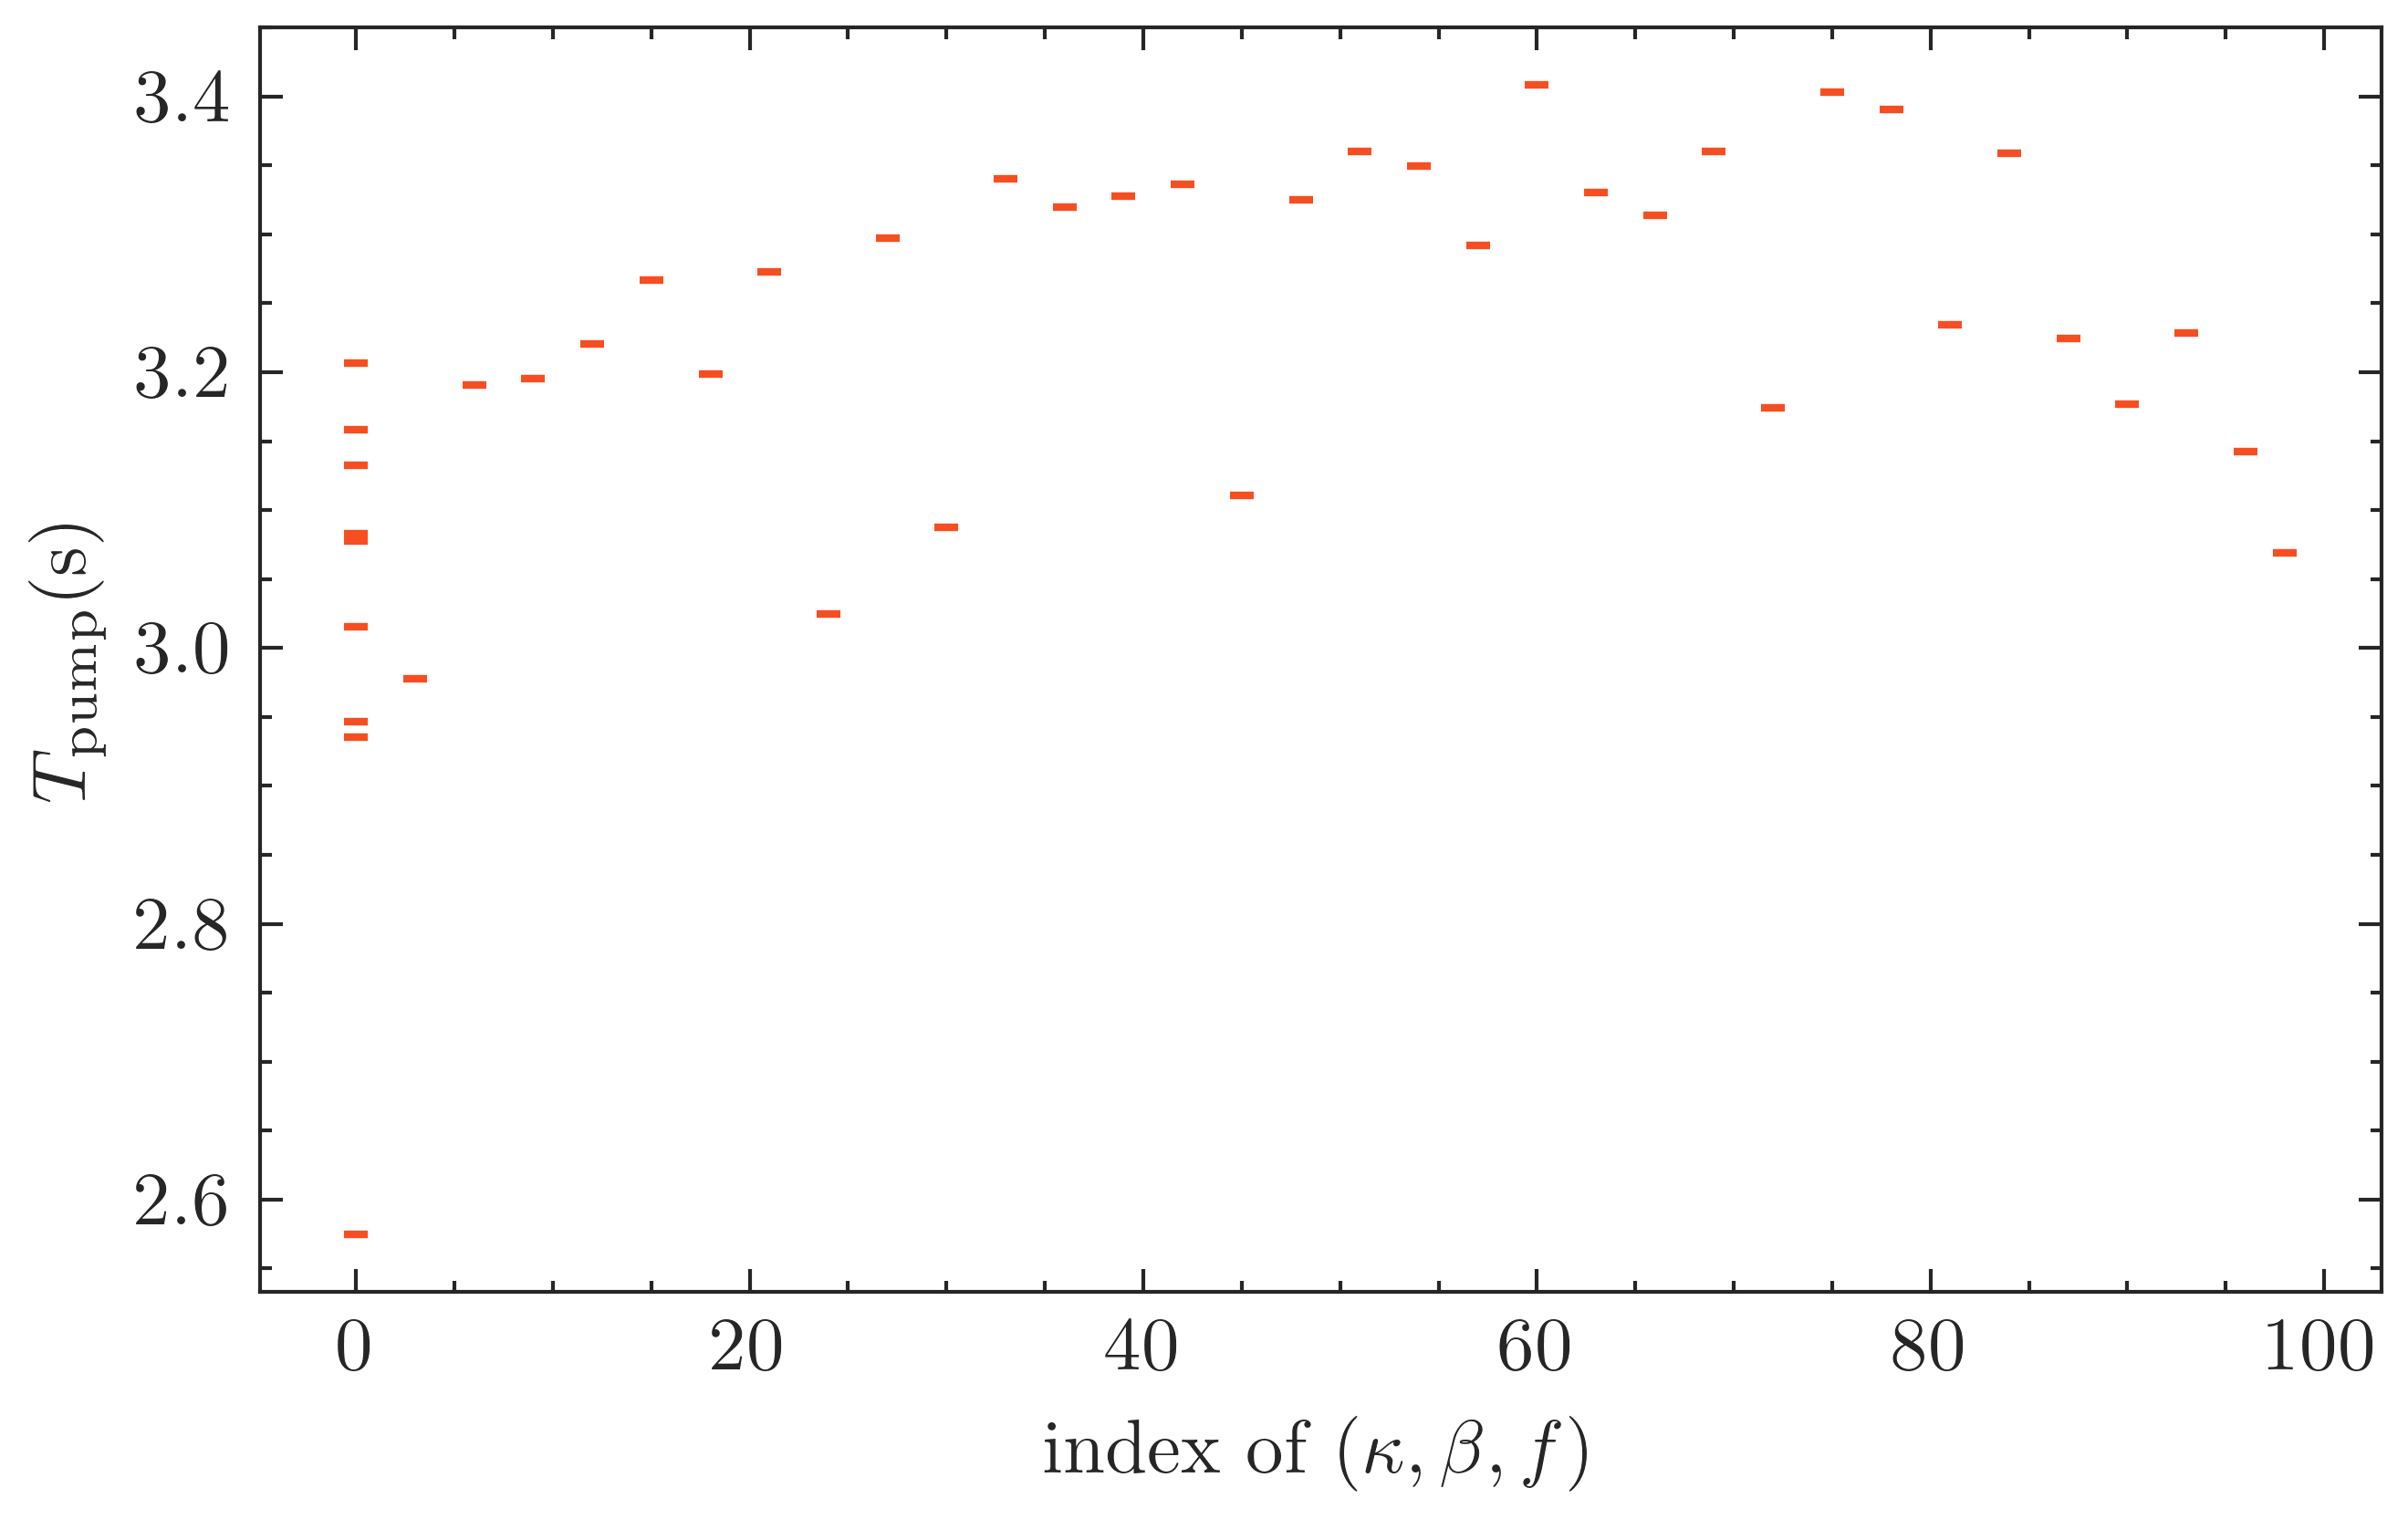 3.4
3.2
3.0
2.8
2.6
T_pump(s)
0 20 40 60 80 100
index of (κ, β, f)